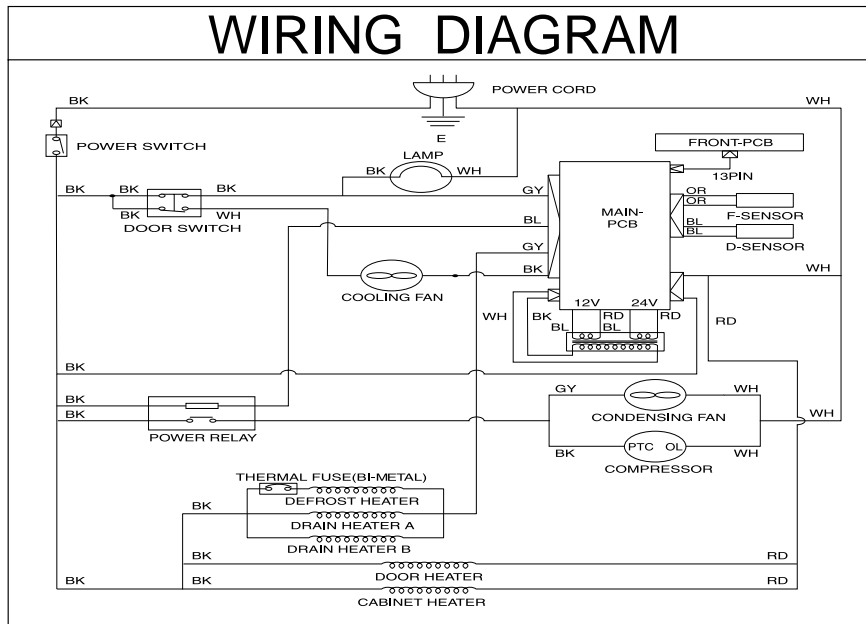 WIRING DIAGRAM
POWER CORD
BK
WH
E
POWER SWITCH
LAMP
BK
WH
FRONT-PCB
13PIN
BK
BK
BK
GY
BK
WH
DOOR SWITCH
BL
MAIN-
PCB
OR
OR
F-SENSOR
BL
BL
D-SENSOR
GY
BK
COOLING FAN
WH
12V
24V
WH
BK
RD
RD
BL
BL
RD
BK
BK
BK
POWER RELAY
GY
WH
CONDENSING FAN
WH
PTC
OL
BK
WH
COMPRESSOR
THERMAL FUSE(BI-METAL)
BK
DEFROST HEATER
DRAIN HEATER A
DRAIN HEATER B
BK
RD
DOOR HEATER
BK
BK
RD
CABINET HEATER